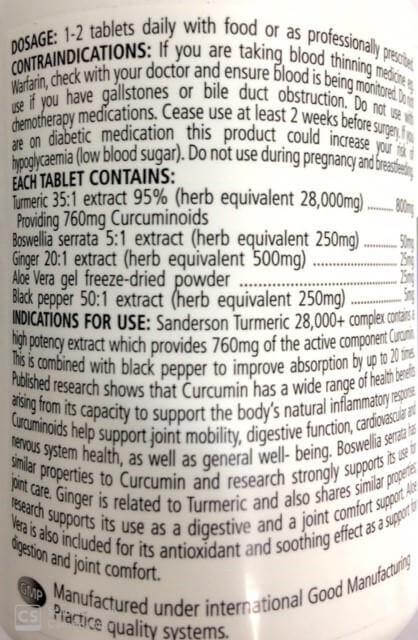 DOSAGE: 1-2 tablets daily with food or as professionally prescribed
CONTRAINDICATIONS: If you are taking blood thinning medicine eg
Warfarin, check with your doctor and ensure blood is being monitored. Do not
use if you have gallstones or bile duct obstruction. Do not use with
chemotherapy medications. Cease use at least 2 weeks before surgery. If you
are on diabetic medication this product could increase your risk of
hypoglycaemia (low blood sugar). Do not use during pregnancy and breastfeeding
EACH TABLET CONTAINS:
Turmeric 35:1 extract 95% (herb equivalent 28,000mg) ......... 800mg
Providing 760mg Curcuminoids
Boswellia serrata 5:1 extract (herb equivalent 250mg) ............. 50mg
Ginger 20:1 extract (herb equivalent 500mg) ........................ 25mg
Aloe Vera gel freeze-dried powder ........................................ 25mg
Black pepper 50:1 extract (herb equivalent 250mg) ............... 5mg
INDICATIONS FOR USE: Sanderson Turmeric 28,000+ complex contains a
high potency extract which provides 760mg of the active component Curcumin.
This is combined with black pepper to improve absorption by up to 20 times.
Published research shows that Curcumin has a wide range of health benefits
arising from its capacity to support the body's natural inflammatory response.
Curcuminoids help support joint mobility, digestive function, cardiovascular and
nervous system health, as well as general well- being. Boswellia serrata has
similar properties to Curcumin and research strongly supports its use for
joint care. Ginger is related to Turmeric and also shares similar properties,
research supports its use as a digestive and a joint comfort support. Aloe
Vera is also included for its antioxidant and soothing effect as a support for
digestion and joint comfort.
GMP
Manufactured under international Good Manufacturing
Practice quality systems.
CS